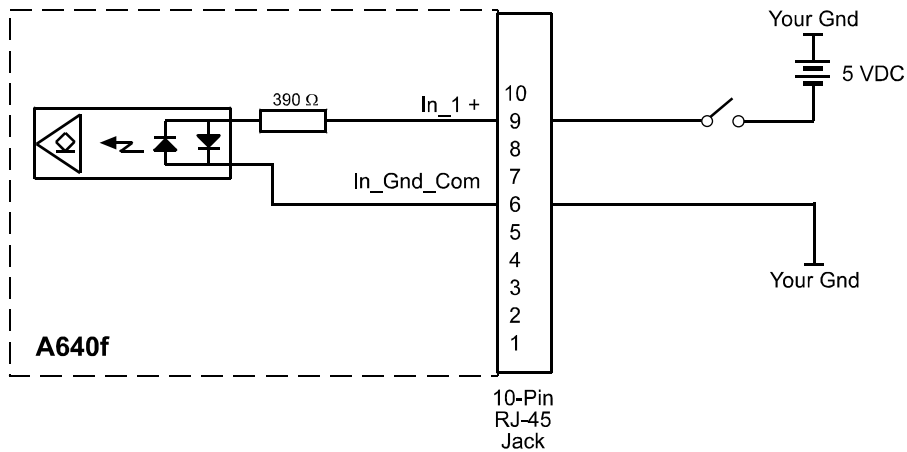 Your Gnd
5 VDC
390 Ω
In_1 +
10
9
8
7
In_Gnd_Com
6
5
4
3
2
1
Your Gnd
A640f
10-Pin
RJ-45
Jack